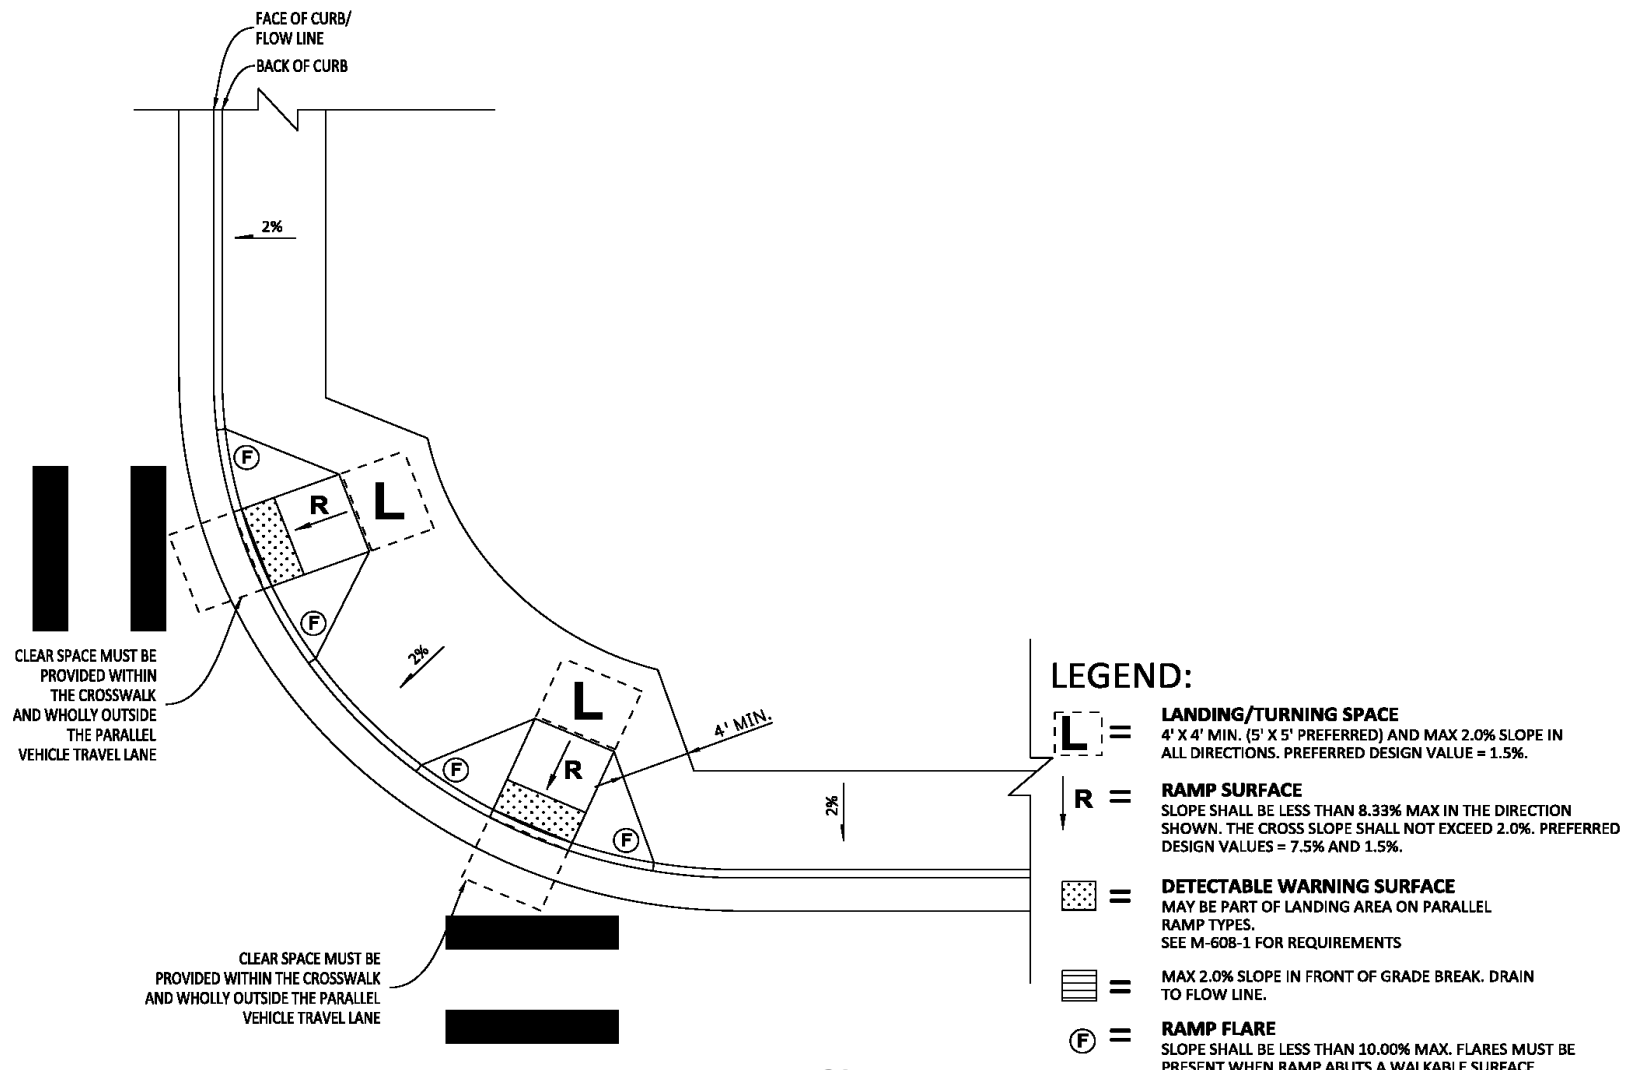 FACE OF CURB/
FLOW LINE
BACK OF CURB
2%
F
R
L
F
CLEAR SPACE MUST BE
PROVIDED WITHIN
THE CROSSWALK
AND WHOLLY OUTSIDE
THE PARALLEL
VEHICLE TRAVEL LANE
2%
L
4' MIN.
F
R
F
2%
CLEAR SPACE MUST BE
PROVIDED WITHIN THE CROSSWALK
AND WHOLLY OUTSIDE THE PARALLEL
VEHICLE TRAVEL LANE
LEGEND:
L = LANDING/TURNING SPACE
4' X 4' MIN. (5' X 5' PREFERRED) AND MAX 2.0% SLOPE IN
ALL DIRECTIONS. PREFERRED DESIGN VALUE = 1.5%.
R = RAMP SURFACE
SLOPE SHALL BE LESS THAN 8.33% MAX IN THE DIRECTION
SHOWN. THE CROSS SLOPE SHALL NOT EXCEED 2.0%. PREFERRED
DESIGN VALUES = 7.5% AND 1.5%.
= DETECTABLE WARNING SURFACE
MAY BE PART OF LANDING AREA ON PARALLEL
RAMP TYPES.
SEE M-608-1 FOR REQUIREMENTS
= MAX 2.0% SLOPE IN FRONT OF GRADE BREAK. DRAIN
TO FLOW LINE.
F = RAMP FLARE
SLOPE SHALL BE LESS THAN 10.00% MAX. FLARES MUST BE
PRESENT WHEN RAMP ABUTS A WALKABLE SURFACE